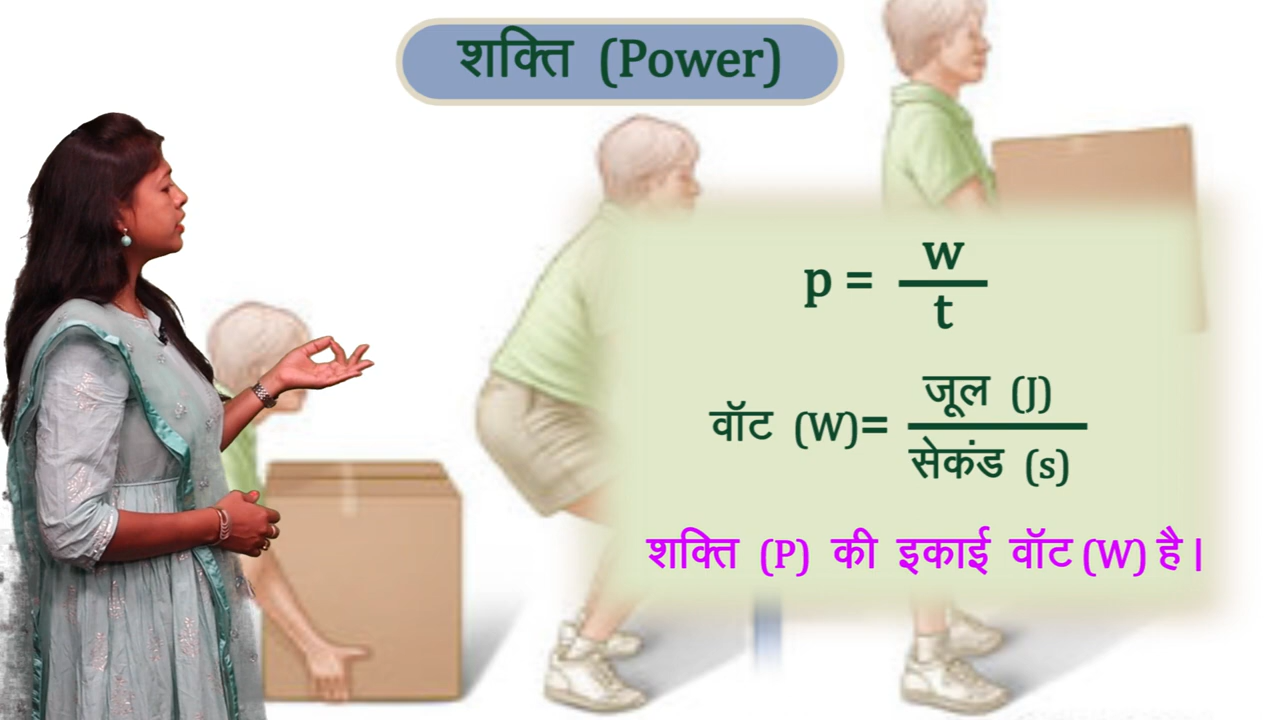 शक्ति (Power)
p = w/t
वॉट (W)= जूल (J)/सेकंड (s)
शक्ति (P) की इकाई वॉट (W) है।